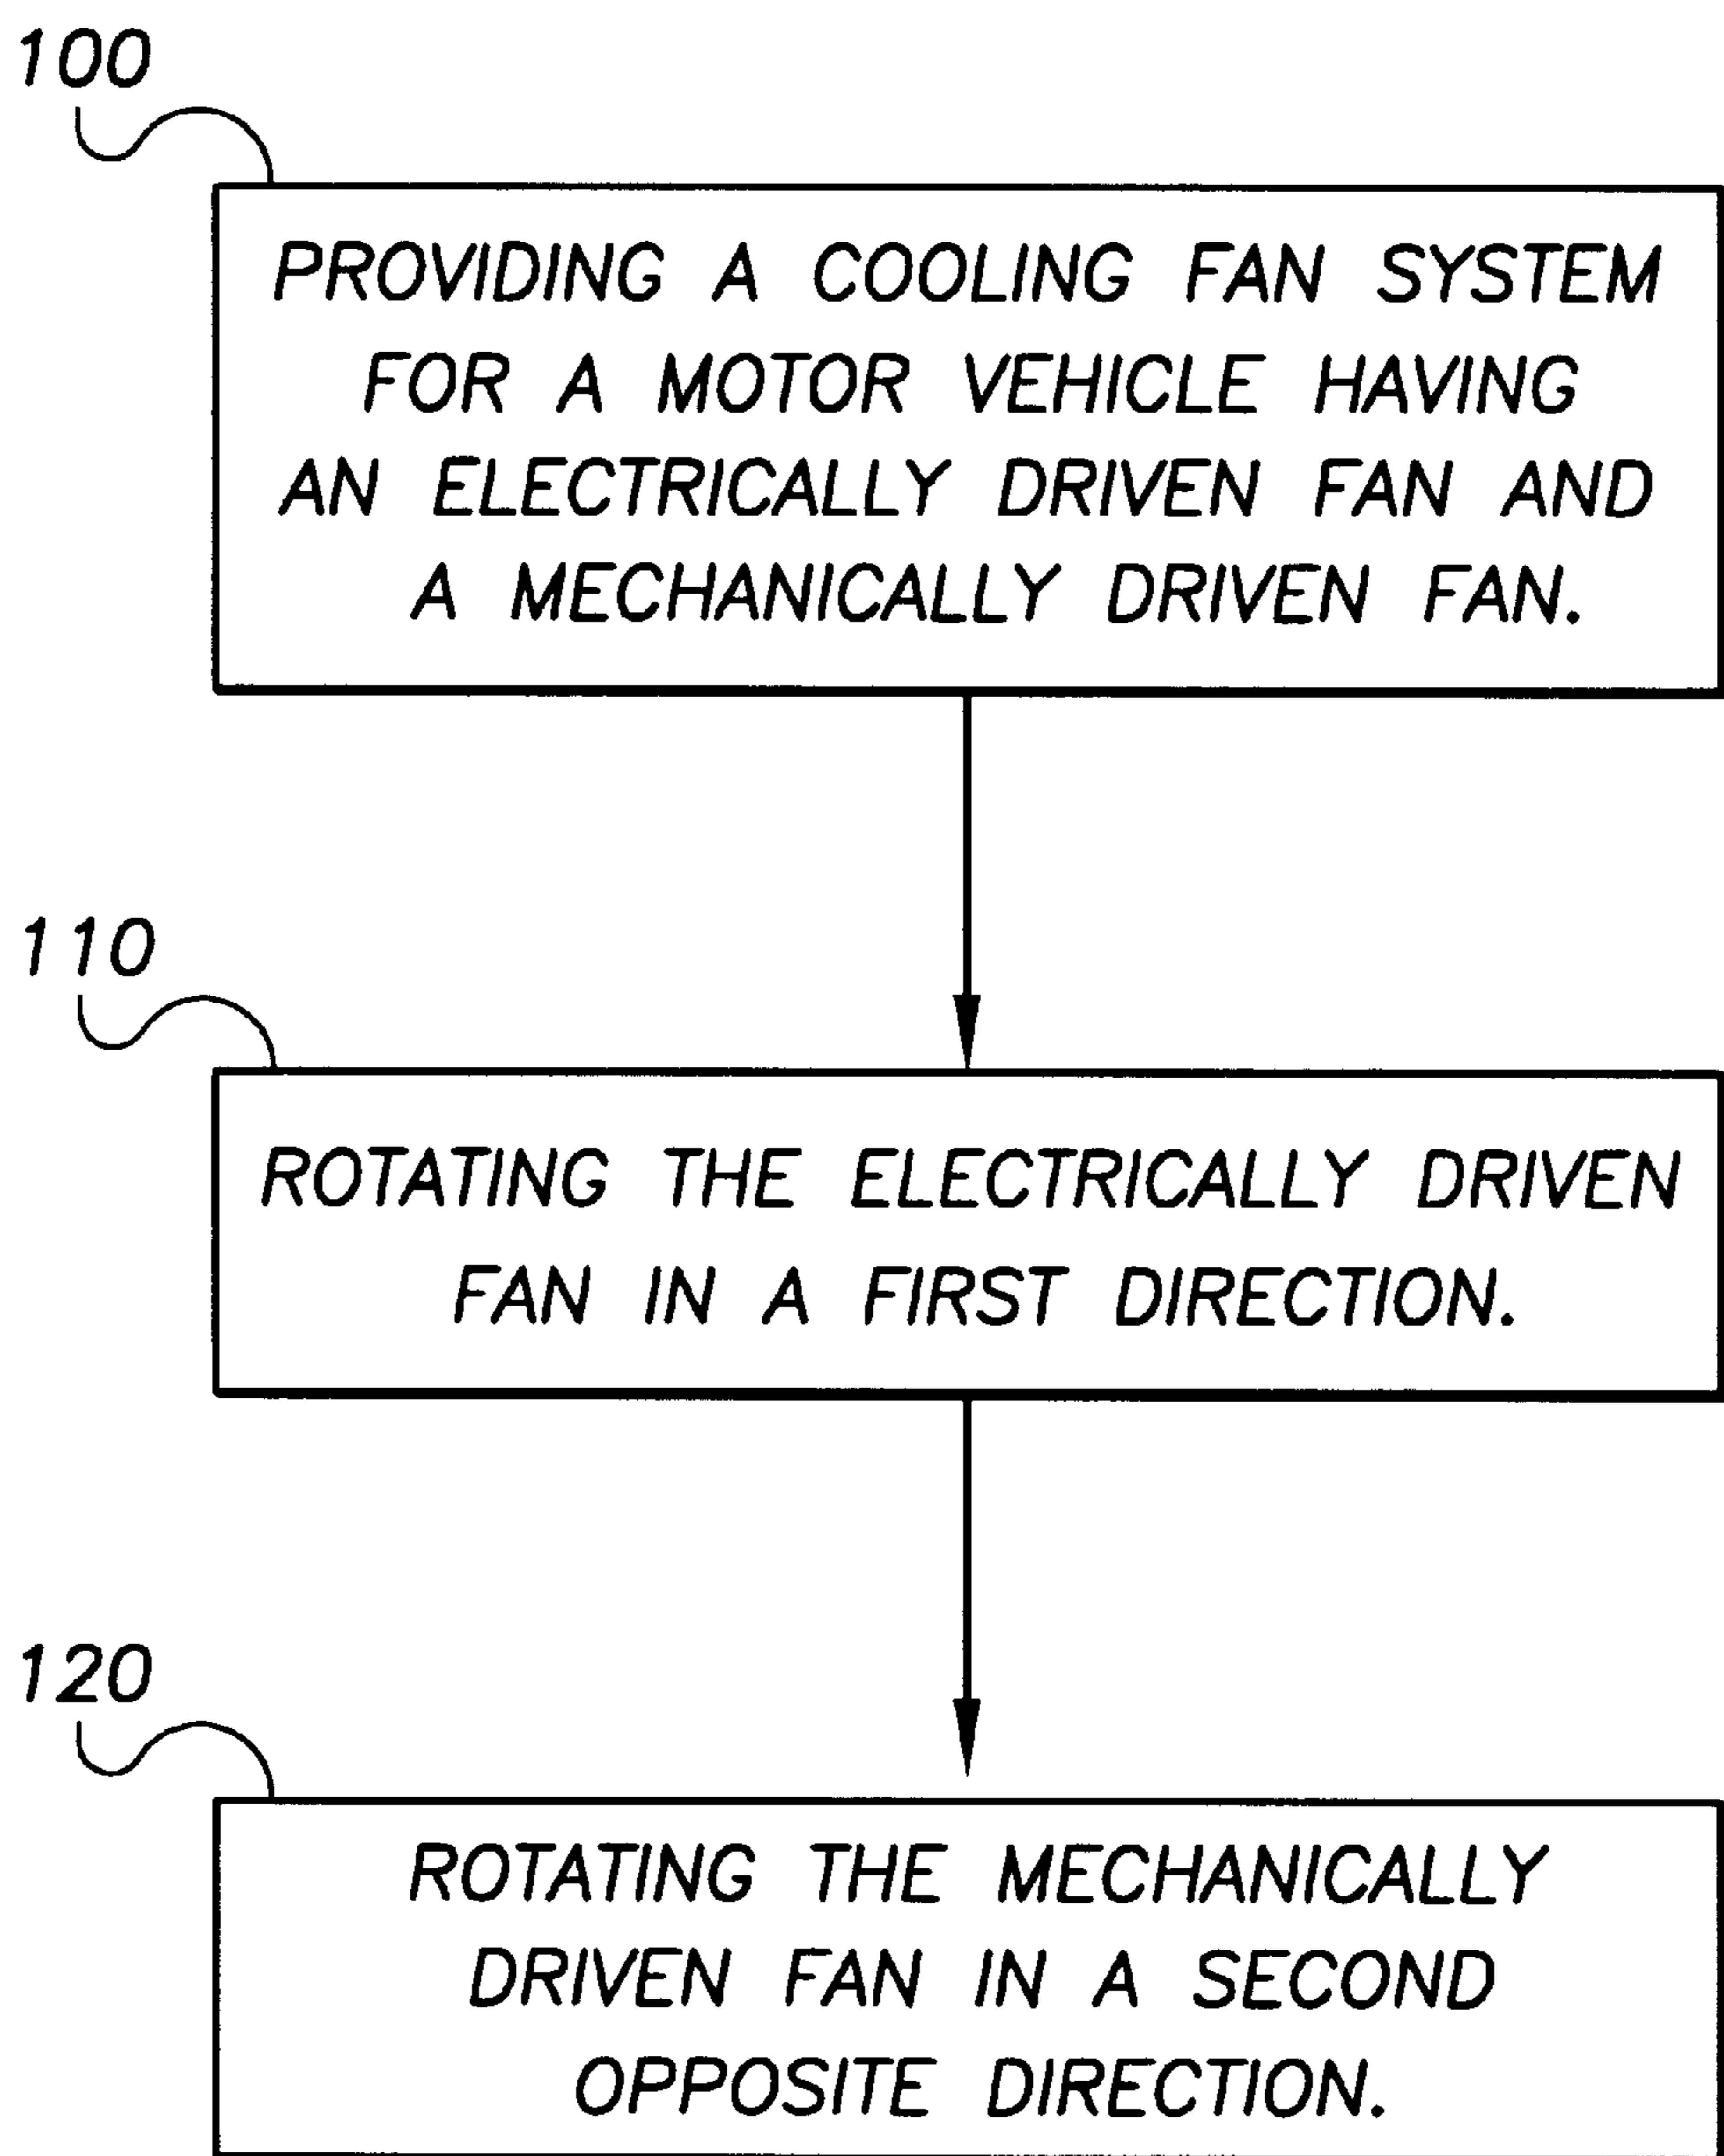 100
PROVIDING A COOLING FAN SYSTEM
FOR A MOTOR VEHICLE HAVING
AN ELECTRICALLY DRIVEN FAN AND
A MECHANICALLY DRIVEN FAN.
110
ROTATING THE ELECTRICALLY DRIVEN
FAN IN A FIRST DIRECTION.
120
ROTATING THE MECHANICALLY
DRIVEN FAN IN A SECOND
OPPOSITE DIRECTION.